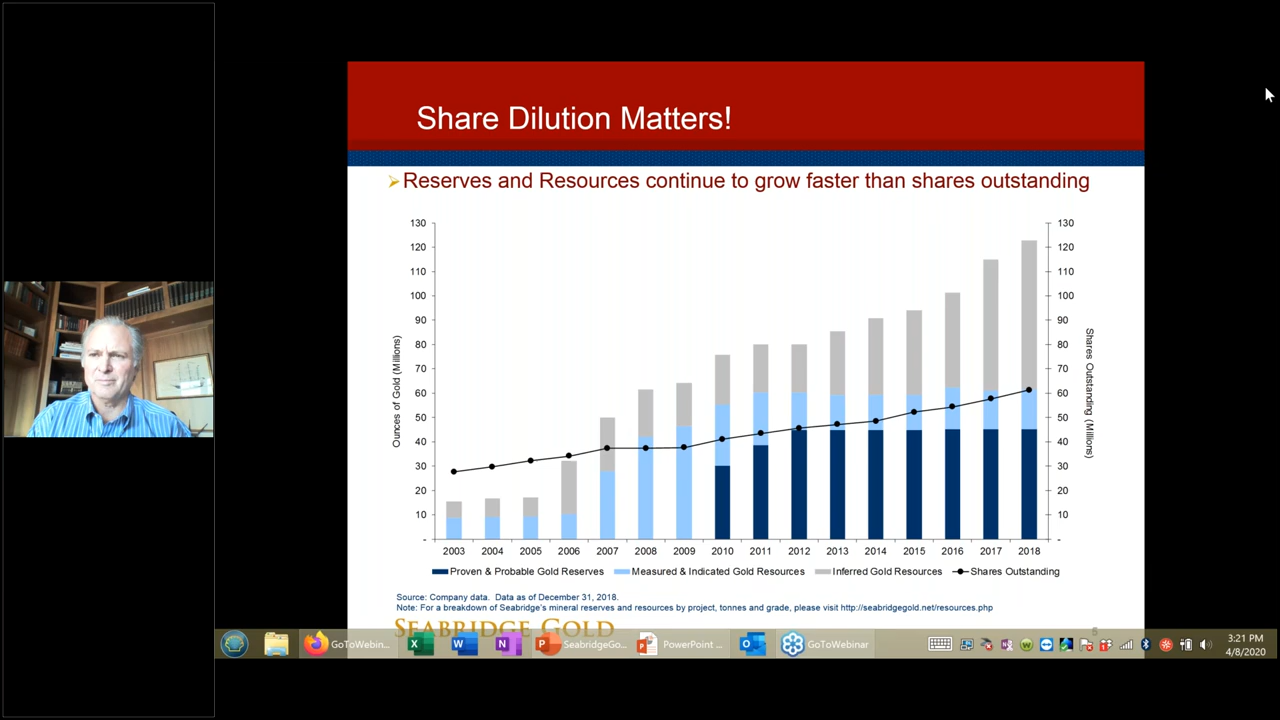 Share Dilution Matters!
Reserves and Resources continue to grow faster than shares outstanding
130 130
120 120
110 110
100 100
90 90
80 80
70 70
60 60
50 50
40 40
30 30
20 20
10 10
- -
Ounces of Gold (Millions)
Shares Outstanding (Millions)
2003 2004 2005 2006 2007 2008 2009 2010 2011 2012 2013 2014 2015 2016 2017 2018
Proven & Probable Gold Reserves Measured & Indicated Gold Resources Inferred Gold Resources Shares Outstanding
Source: Company data. Data as of December 31, 2018.
Note: For a breakdown of Seabridge's mineral reserves and resources by project, tonnes and grade, please visit http://seabridgegold.net/resources.php
SEABRIDGE GOLD
5
GoToWebin... SeabridgeGo... PowerPoint ... GoToWebinar
3:21 PM
4/8/2020